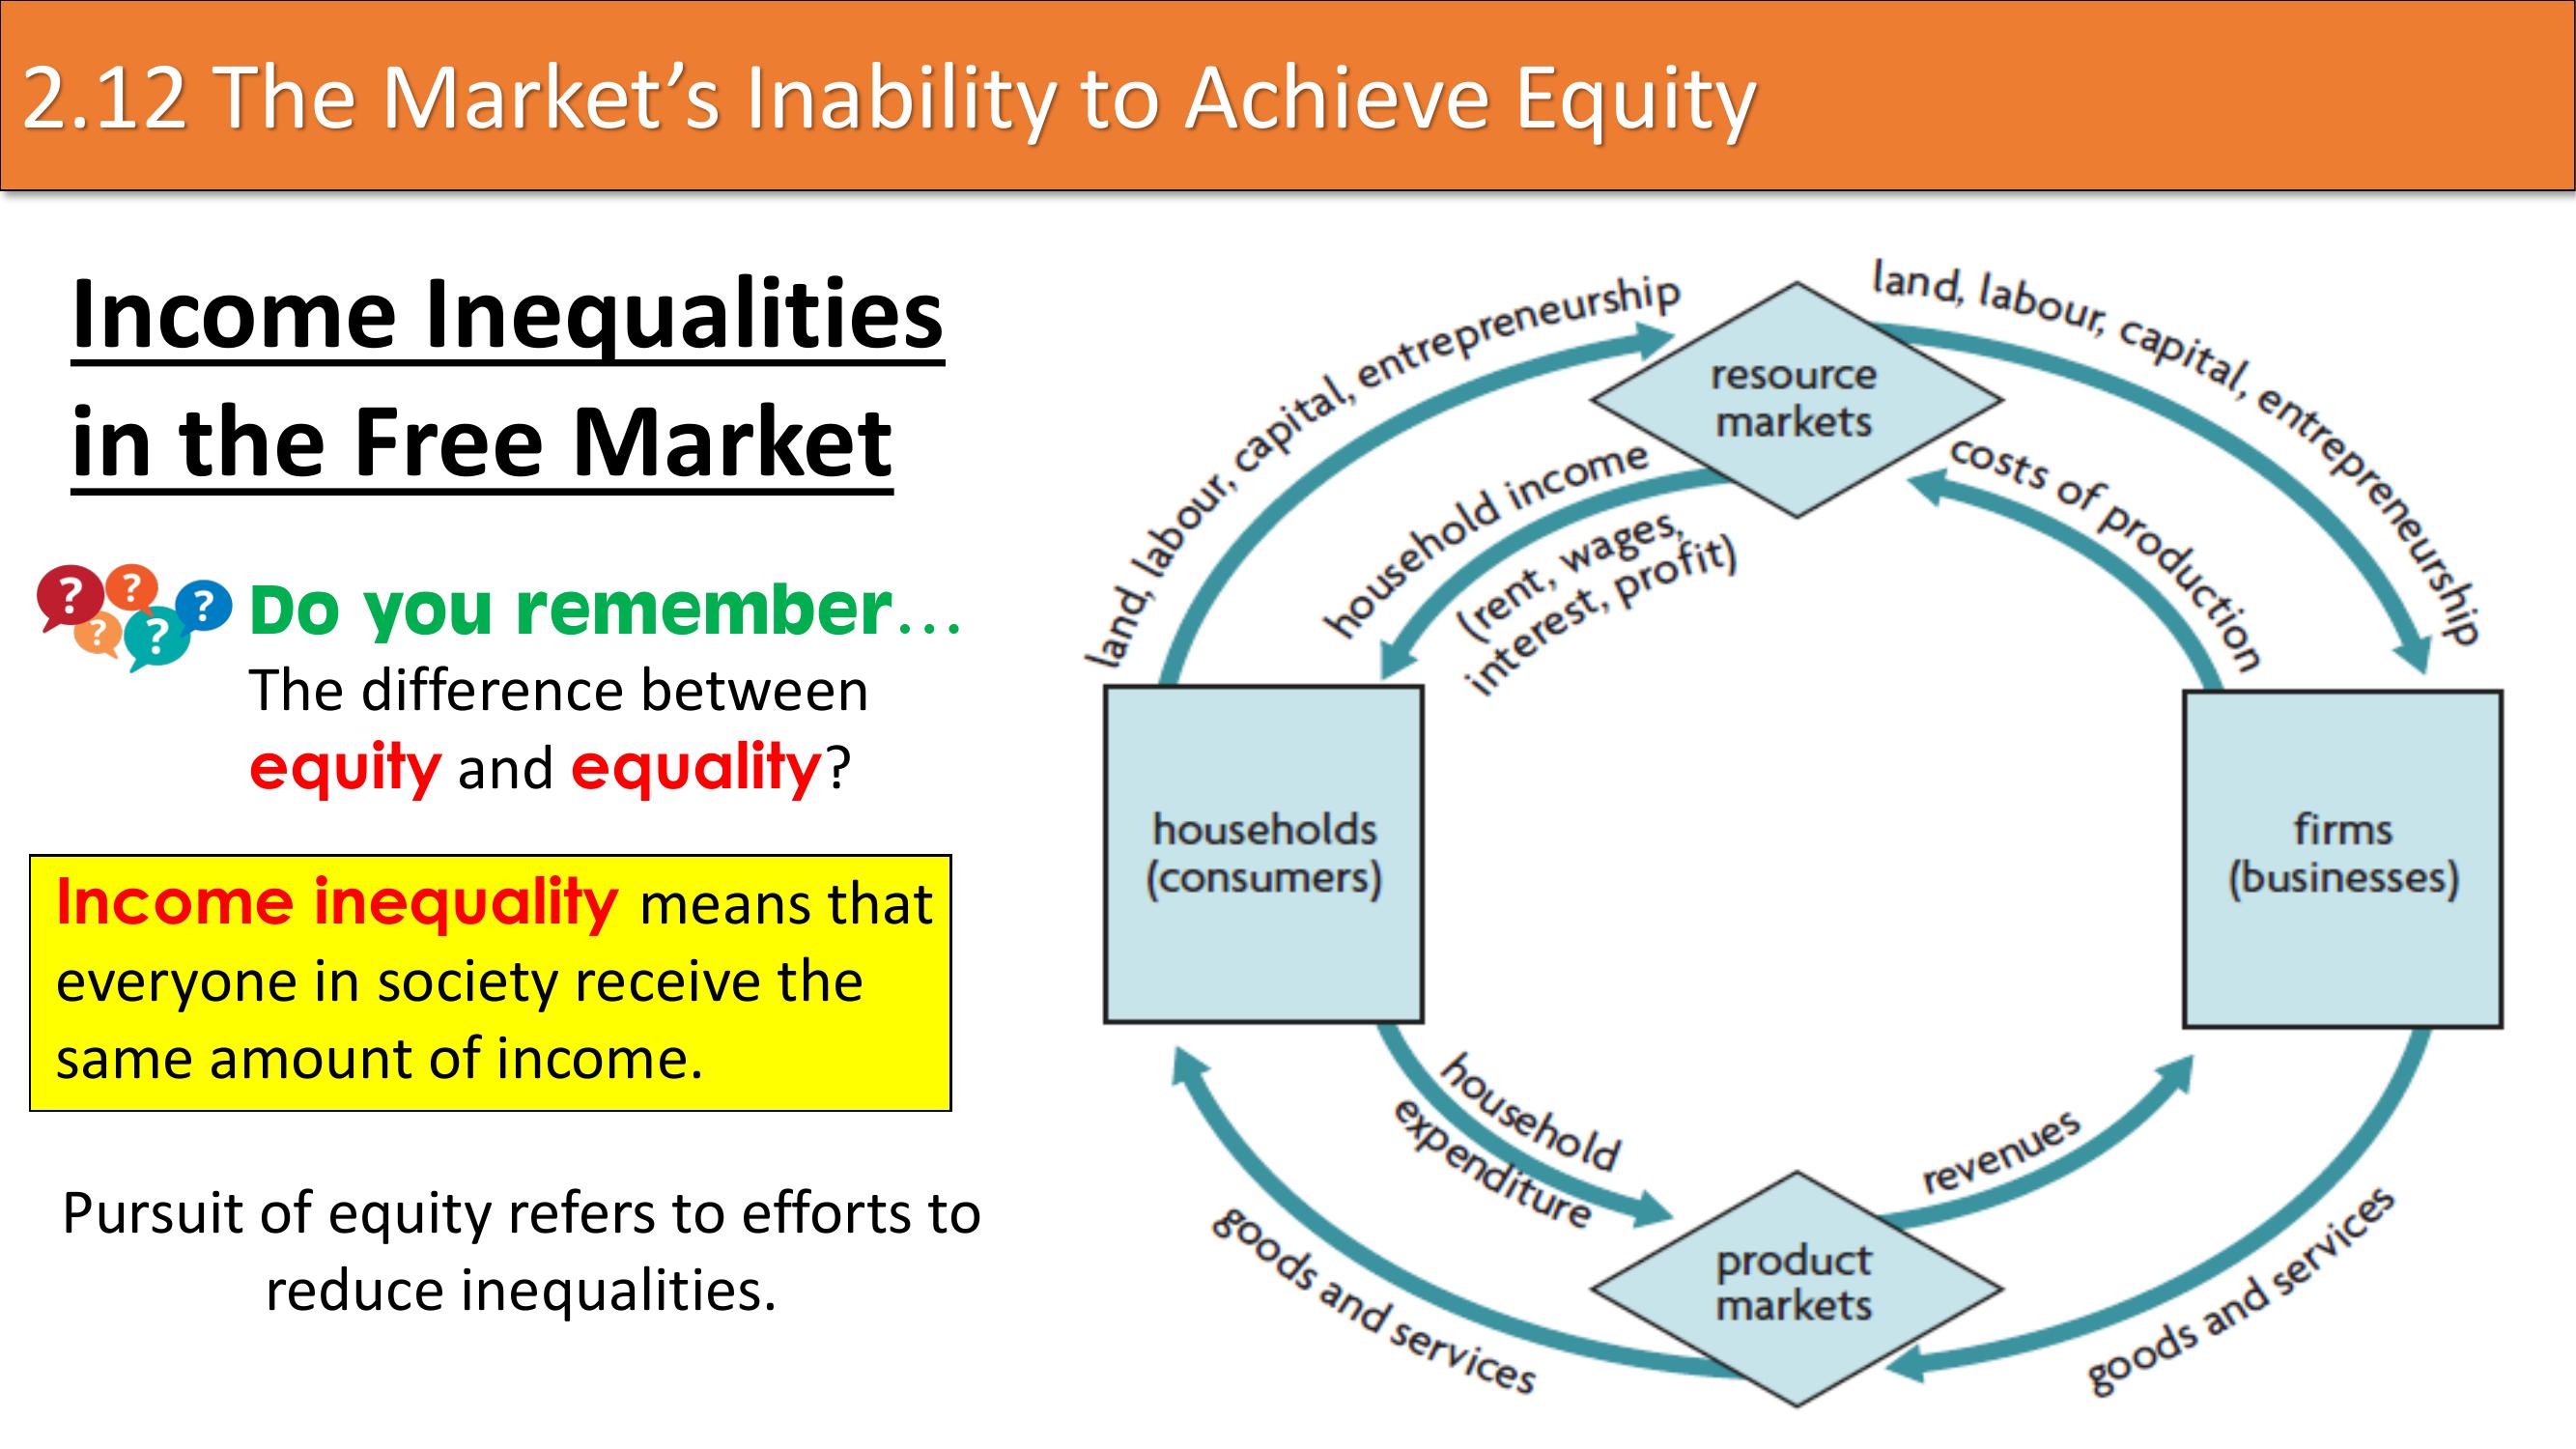 2.12 The Market’s Inability to Achieve Equity
Income Inequalities
in the Free Market
? ? ? ? ?
Do you remember…
The difference between
equity and equality?
Income inequality means that
everyone in society receive the
same amount of income.
Pursuit of equity refers to efforts to
reduce inequalities.
land, labour, capital, entrepreneurship
resource
markets
land, labour, capital, entrepreneurship
household income
(rent, wages,
interest, profit)
costs of production
households
(consumers)
firms
(businesses)
household
expenditure
revenues
product
markets
goods and services
goods and services